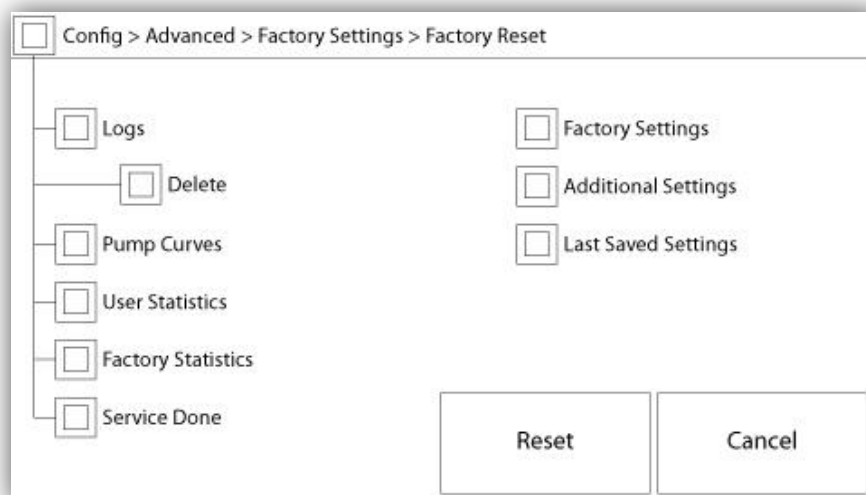 Config > Advanced > Factory Settings > Factory Reset
Logs
Delete
Pump Curves
User Statistics
Factory Statistics
Service Done
Factory Settings
Additional Settings
Last Saved Settings
Reset
Cancel